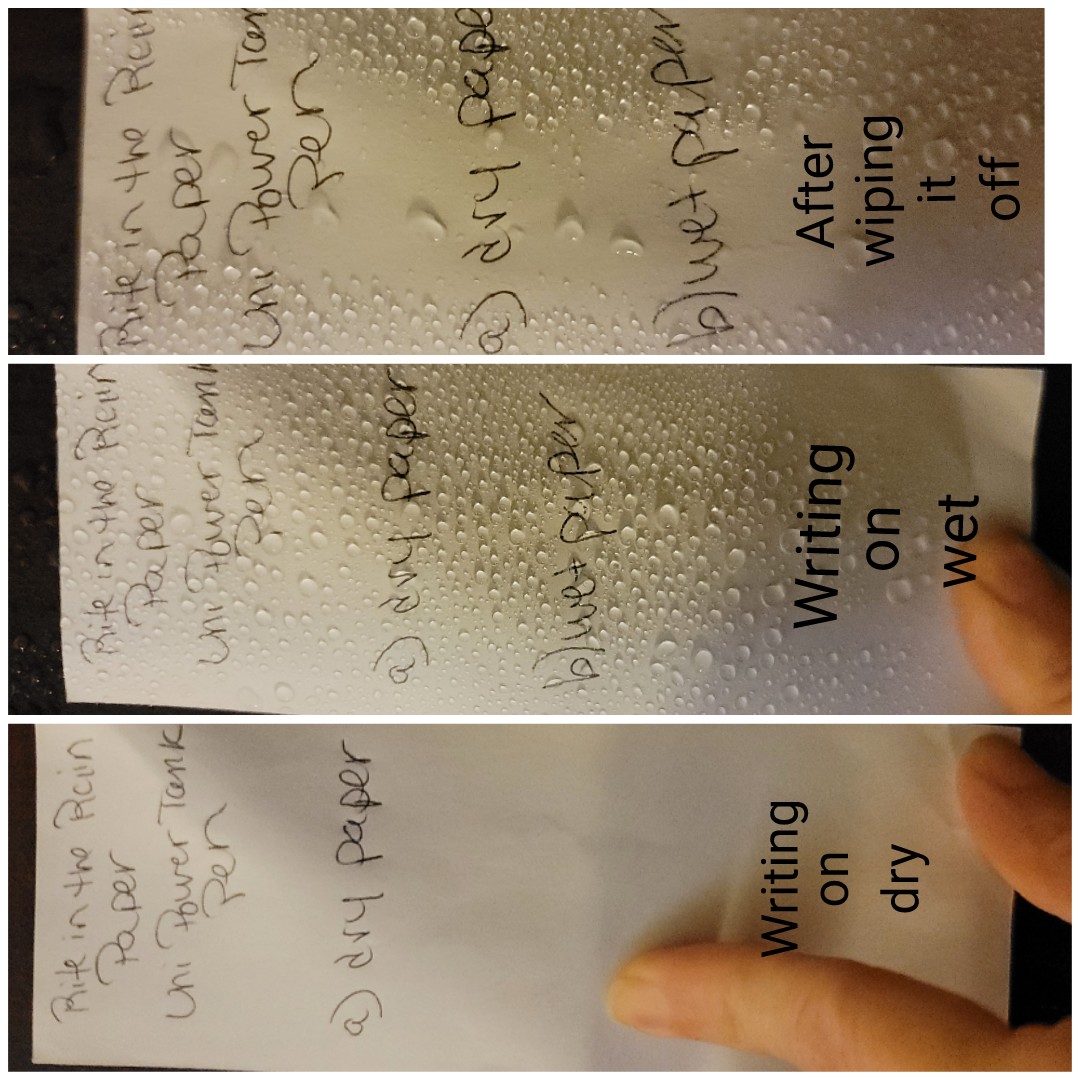 Rite in the Rain
Paper
Uni Power Tank
Pen
a) dry paper
Writing
on
dry
Rite in the Rain
Paper
Uni Power Tank
Pen
a) dry paper
b) wet paper
Writing
on
wet
Rite in the Rain
Paper
Uni Power Tan
Pen
a) dry pape
b) wet paper
After
wiping
it
off